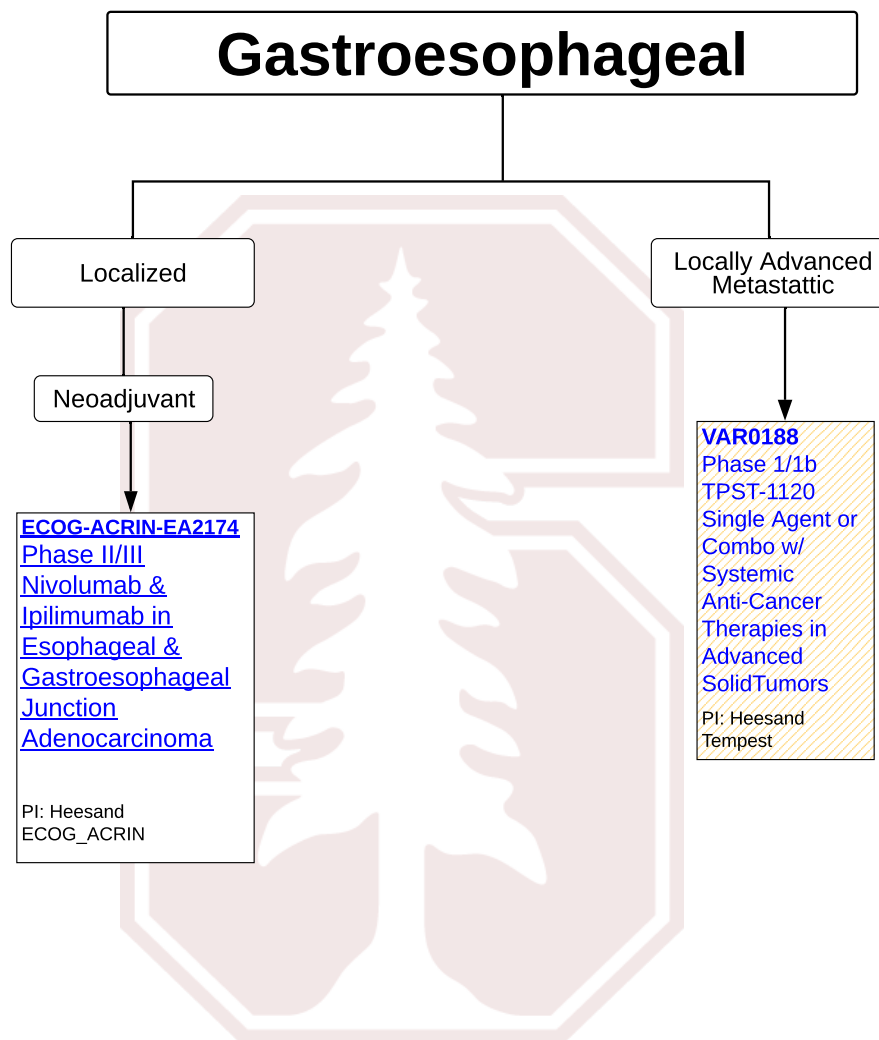 Gastroesophageal
Localized
Locally Advanced
Metastattic
Neoadjuvant
ECOG-ACRIN-EA2174
Phase II/III
Nivolumab &
Ipilimumab in
Esophageal &
Gastroesophageal
Junction
Adenocarcinoma
PI: Heesand
ECOG_ACRIN
VAR0188
Phase 1/1b
TPST-1120
Single Agent or
Combo w/
Systemic
Anti-Cancer
Therapies in
Advanced
SolidTumors
PI: Heesand
Tempest